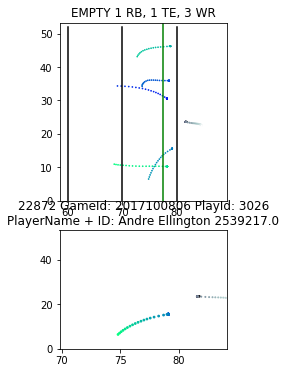 EMPTY 1 RB, 1 TE, 3 WR
50
40
30
20
10
0
60 70 80
22872 GameId: 2017100806 PlayId: 3026
PlayerName + ID: Andre Ellington 2539217.0
40
20
0
70 75 80